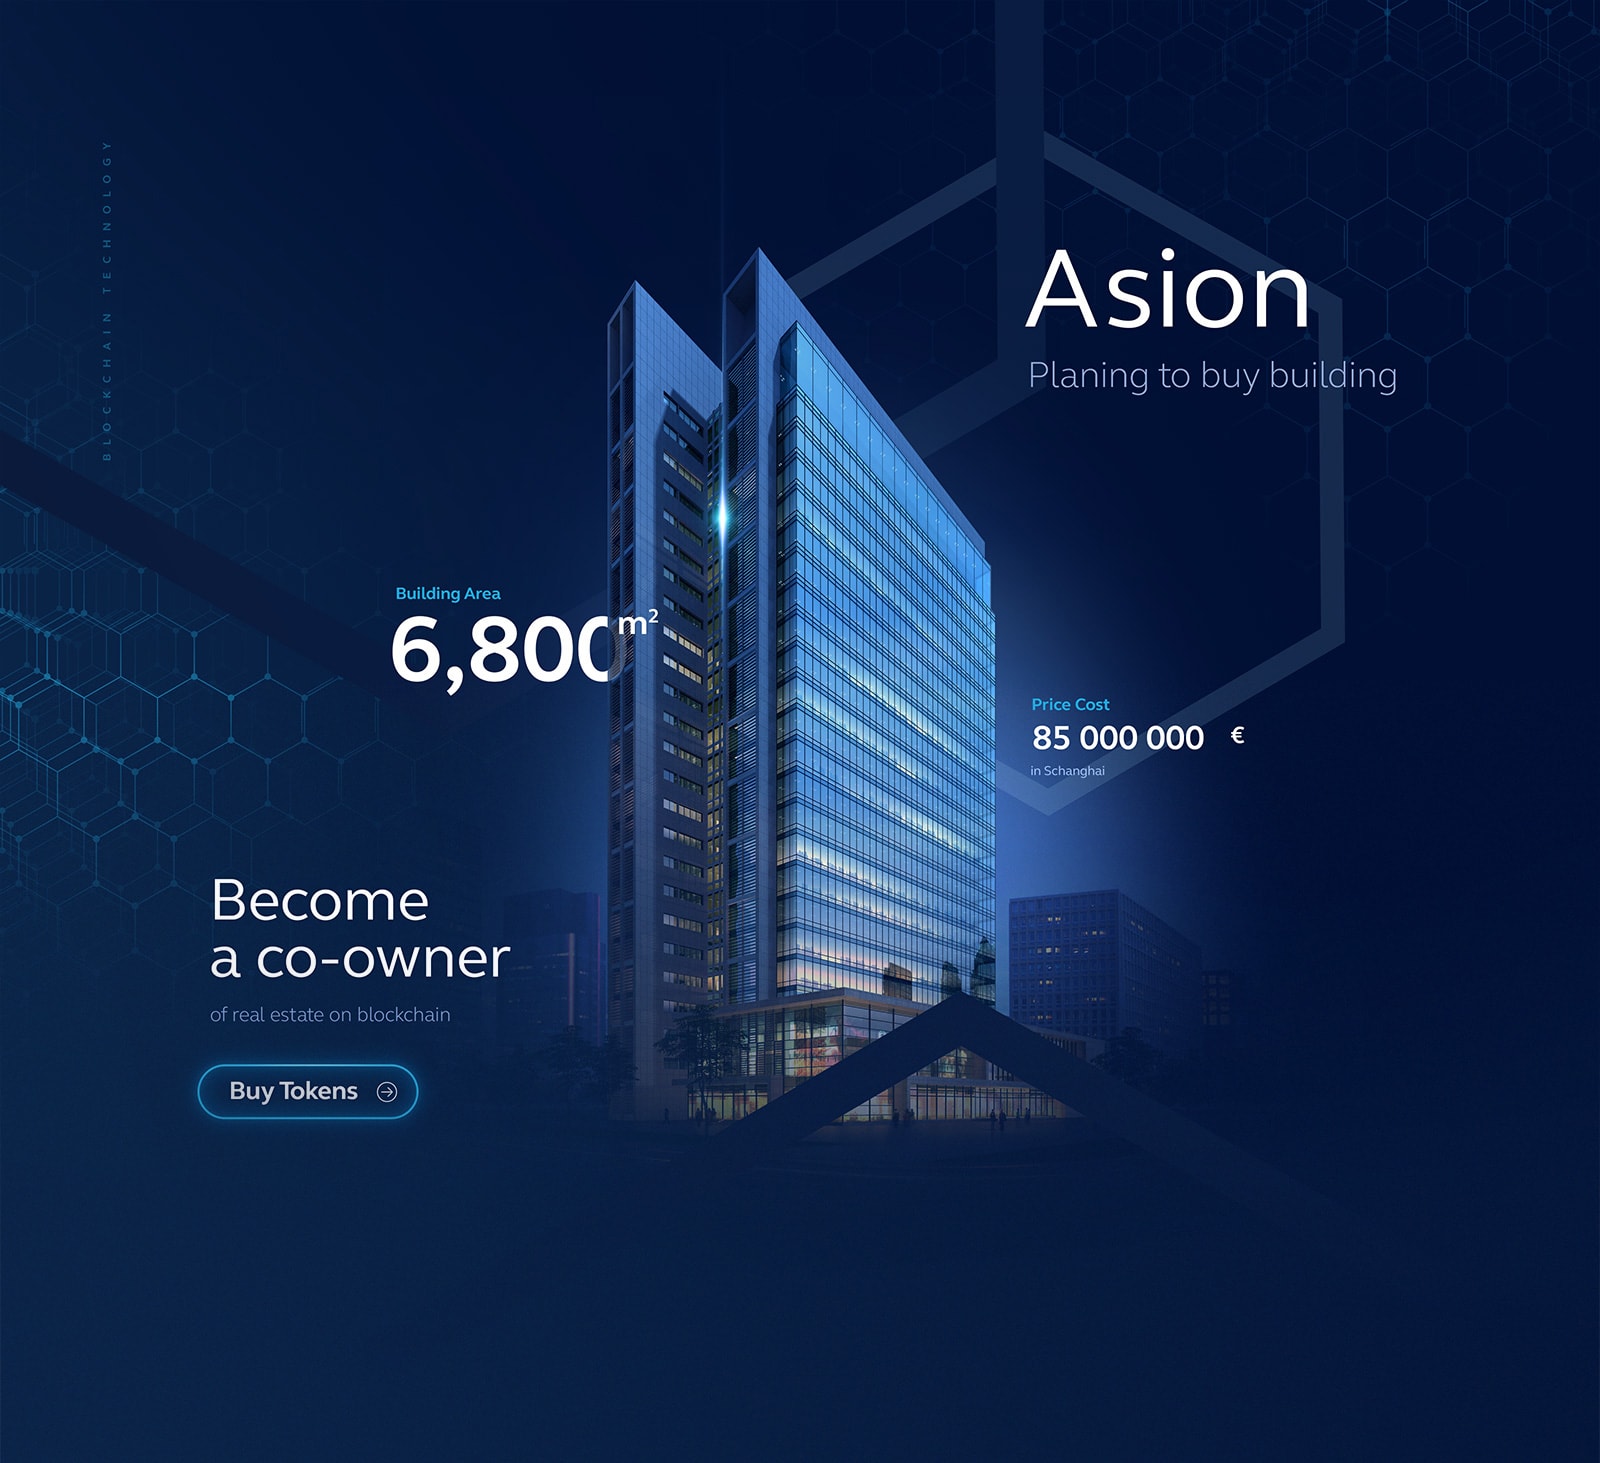 BLOCKCHAIN TECHNOLOGY
Asion
Planing to buy building
Building Area
6,800 m²
Price Cost
85 000 000 €
in Schanghai
Become
a co-owner
of real estate on blockchain
Buy Tokens